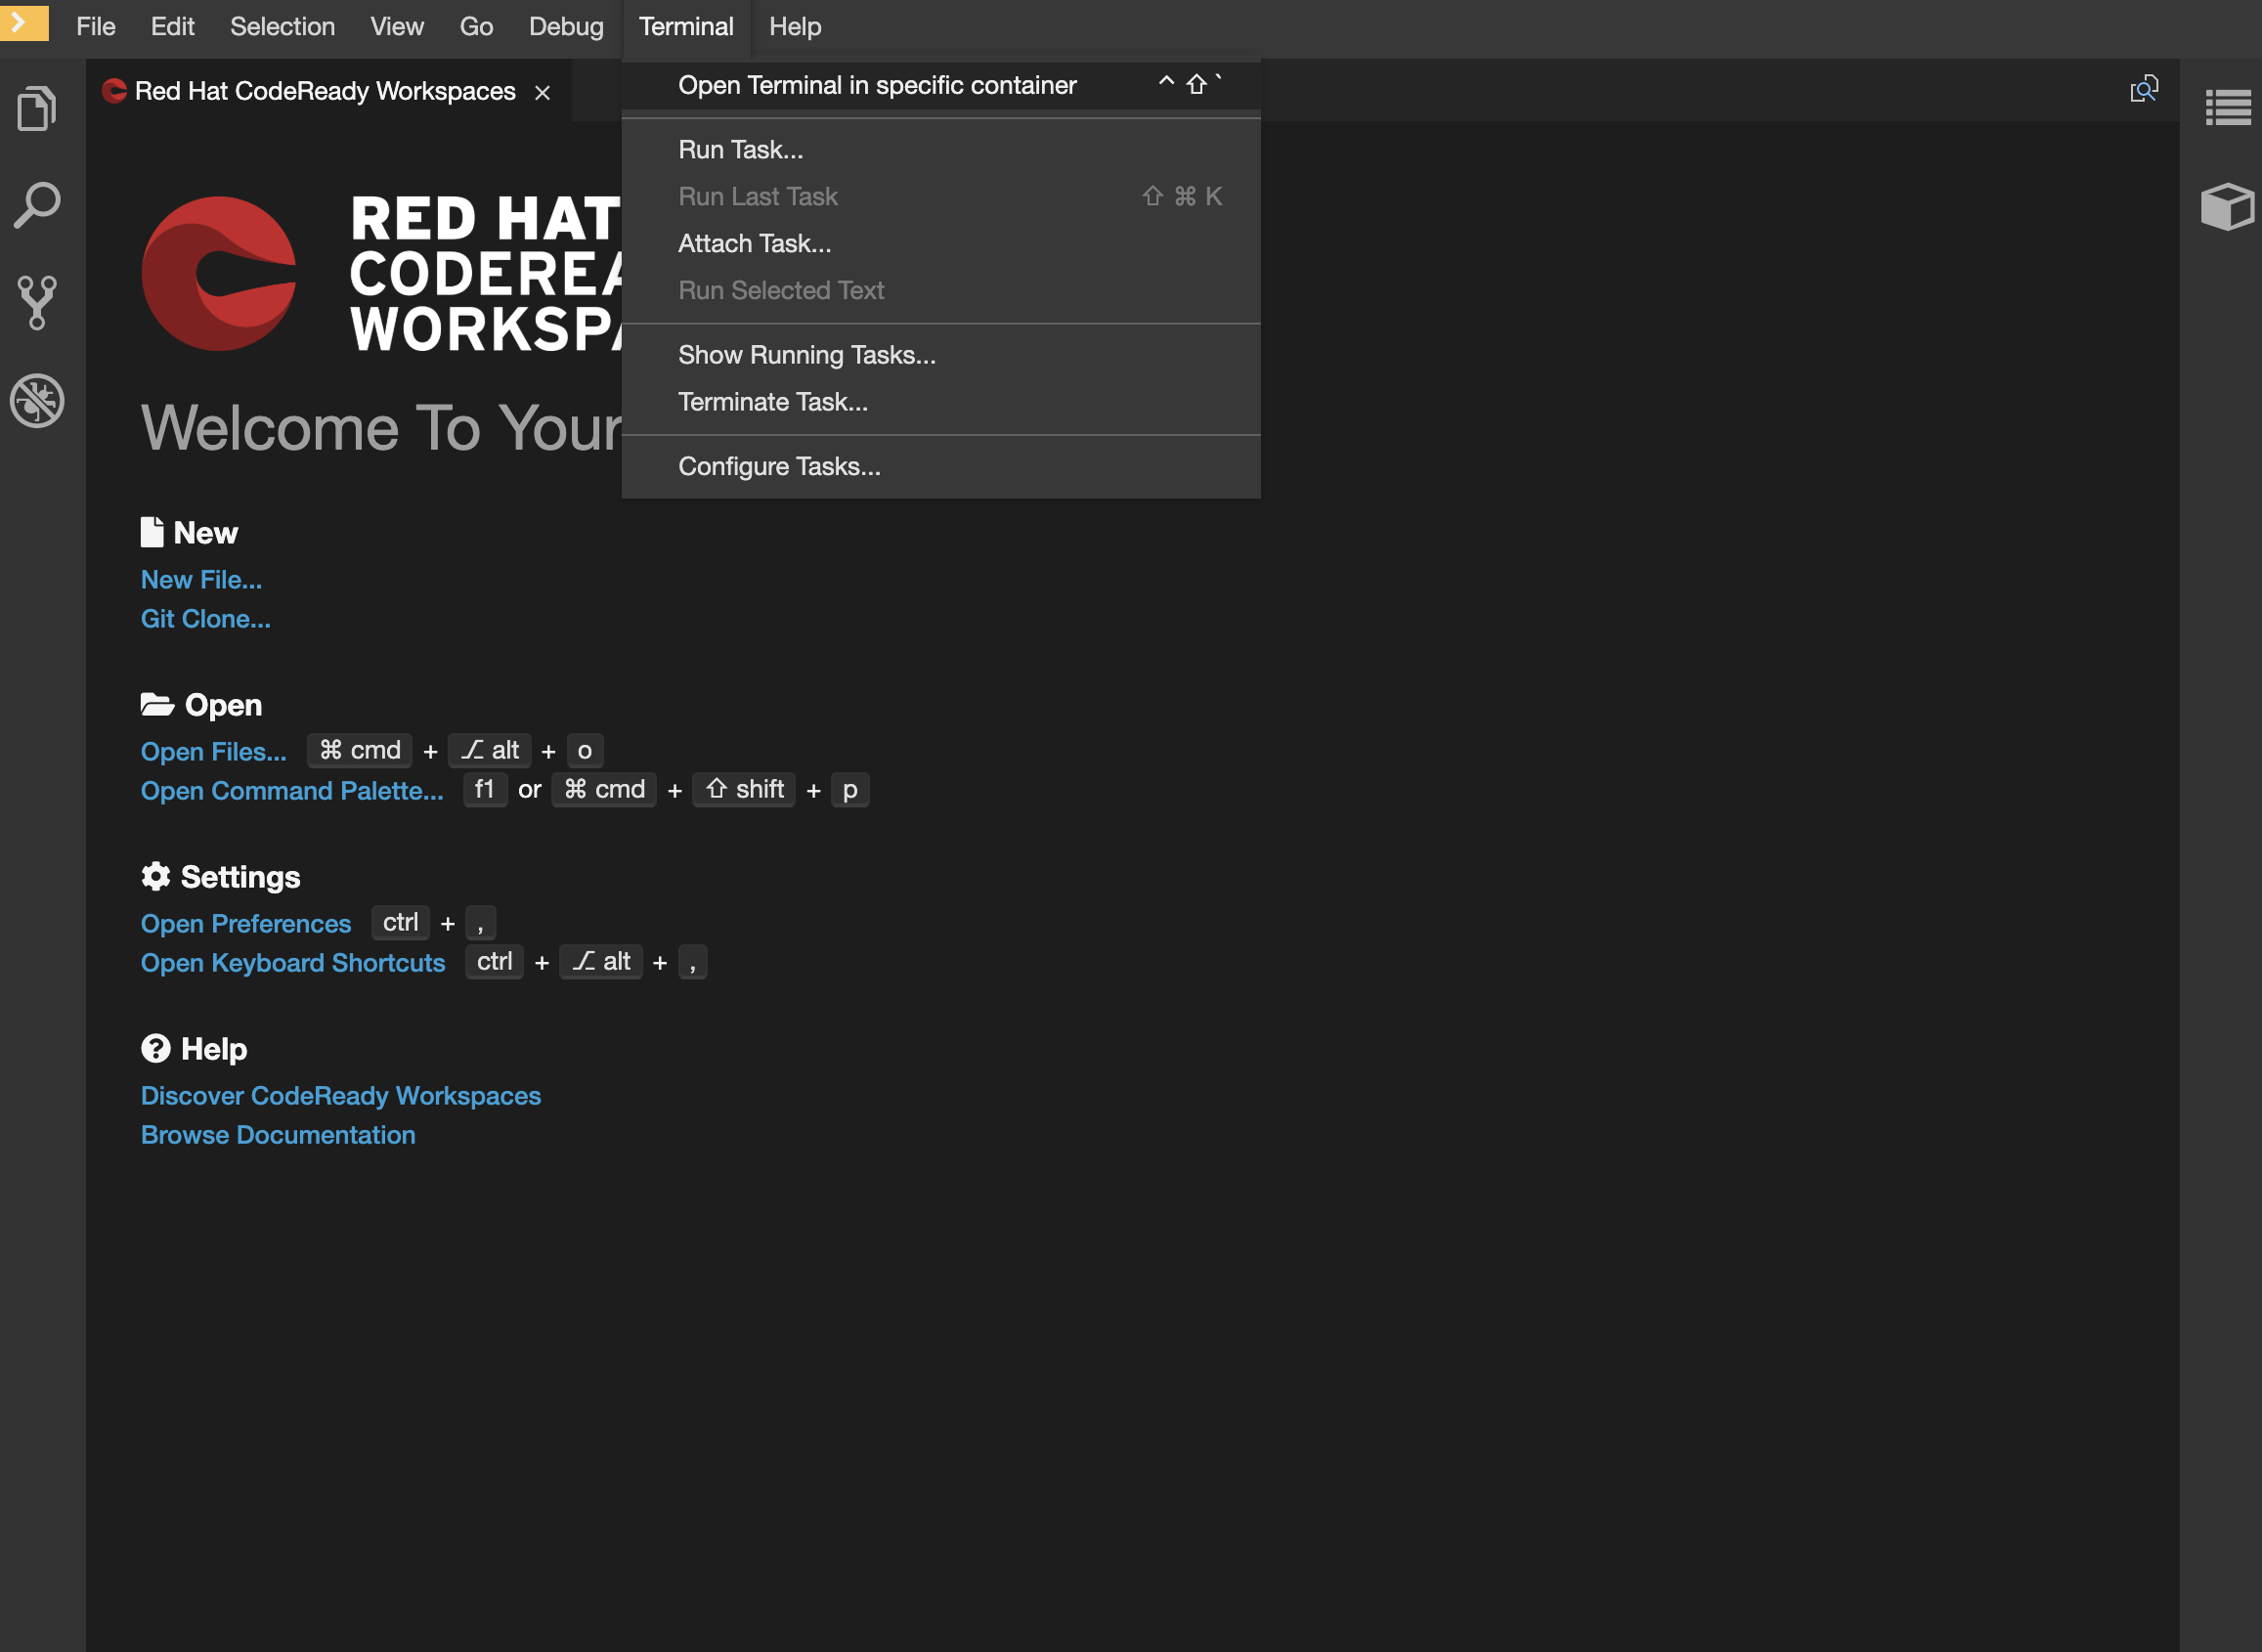 File Edit Selection View Go Debug Terminal Help
Red Hat CodeReady Workspaces ×
Open Terminal in specific container ^ ⇧ `
Run Task...
Run Last Task ⇧ ⌘ K
Attach Task...
Run Selected Text
Show Running Tasks...
Terminate Task...
Configure Tasks...
RED HAT
CODEREA
WORKSPA
Welcome To Your
New
New File...
Git Clone...
Open
Open Files... ⌘ cmd + ⌥ alt + o
Open Command Palette... f1 or ⌘ cmd + ⇧ shift + p
Settings
Open Preferences ctrl + ,
Open Keyboard Shortcuts ctrl + ⌥ alt + ,
Help
Discover CodeReady Workspaces
Browse Documentation